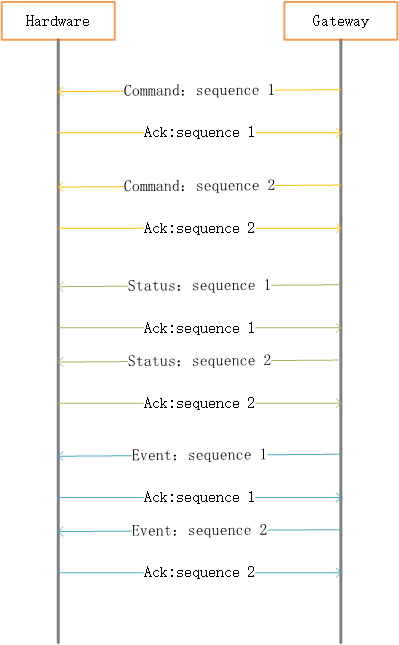 Hardware
Gateway
Command: sequence 1
Ack:sequence 1
Command: sequence 2
Ack:sequence 2
Status: sequence 1
Ack:sequence 1
Status: sequence 2
Ack:sequence 2
Event: sequence 1
Ack:sequence 1
Event: sequence 2
Ack:sequence 2